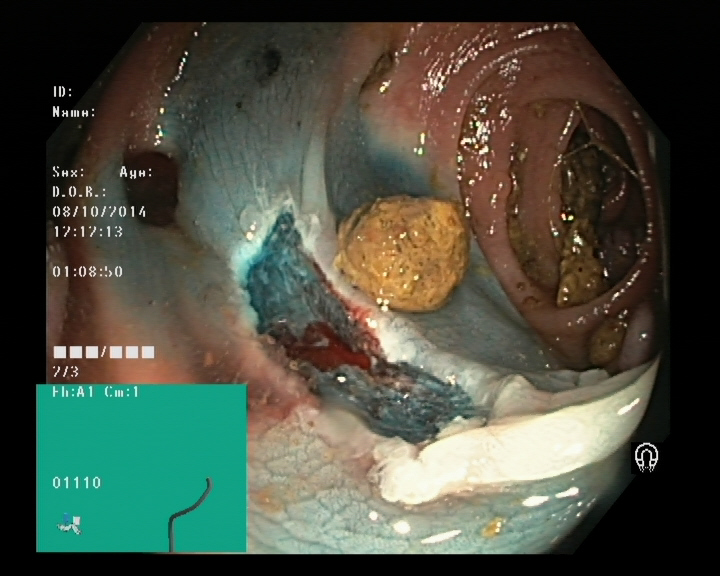 ID:
Name:
Sex: Age:
D.O.B.:
08/10/2014
12:12:13
01:08:50
■■■/■■■
2/3
Eh:A1 Cm:1
01110